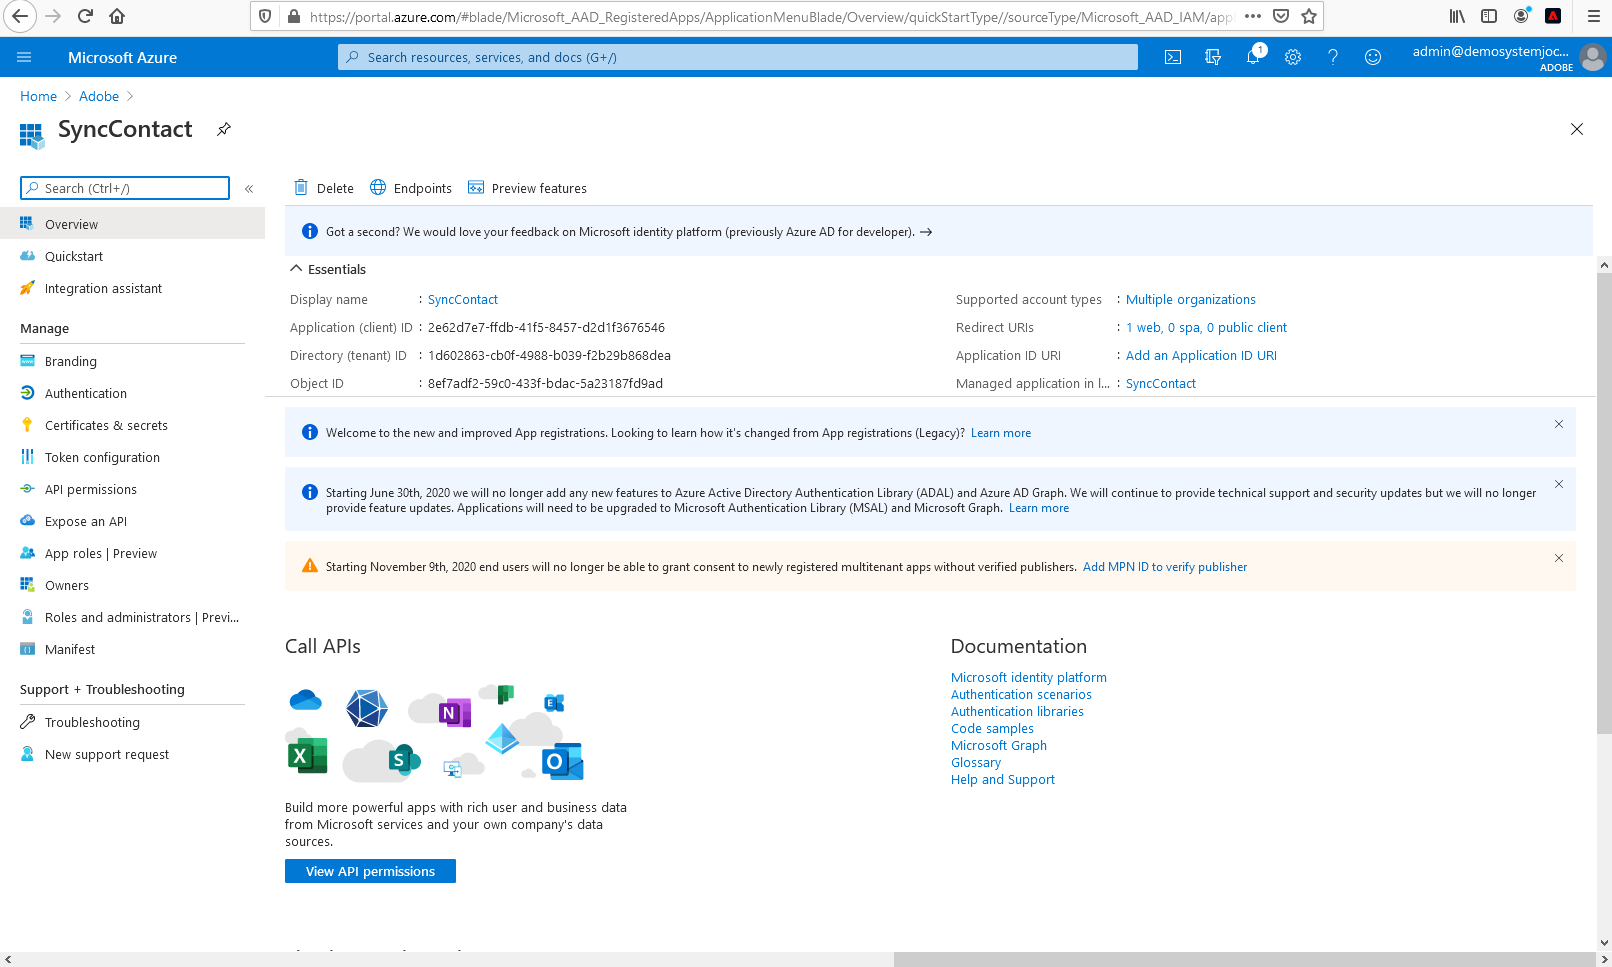 https://portal.azure.com/#blade/Microsoft_AAD_RegisteredApps/ApplicationMenuBlade/Overview/quickStartType//sourceType/Microsoft_AAD_IAM/appl
Microsoft Azure
Search resources, services, and docs (G+/)
1
admin@demosystemjoc...
ADOBE
Home > Adobe >
SyncContact
Search (Ctrl+/)
«
Delete
Endpoints
Preview features
Overview
Quickstart
Integration assistant
Manage
Branding
Authentication
Certificates & secrets
Token configuration
API permissions
Expose an API
App roles | Preview
Owners
Roles and administrators | Previ...
Manifest
Support + Troubleshooting
Troubleshooting
New support request
Got a second? We would love your feedback on Microsoft identity platform (previously Azure AD for developer). →
Essentials
Display name : SyncContact
Application (client) ID : 2e62d7e7-ffdb-41f5-8457-d2d1f3676546
Directory (tenant) ID : 1d602863-cb0f-4988-b039-f2b29b868dea
Object ID : 8ef7adf2-59c0-433f-bdac-5a23187fd9ad
Supported account types : Multiple organizations
Redirect URIs : 1 web, 0 spa, 0 public client
Application ID URI : Add an Application ID URI
Managed application in l... : SyncContact
Welcome to the new and improved App registrations. Looking to learn how it's changed from App registrations (Legacy)? Learn more
Starting June 30th, 2020 we will no longer add any new features to Azure Active Directory Authentication Library (ADAL) and Azure AD Graph. We will continue to provide technical support and security updates but we will no longer
provide feature updates. Applications will need to be upgraded to Microsoft Authentication Library (MSAL) and Microsoft Graph. Learn more
Starting November 9th, 2020 end users will no longer be able to grant consent to newly registered multitenant apps without verified publishers. Add MPN ID to verify publisher
Call APIs
N
E
X
S
O
Build more powerful apps with rich user and business data
from Microsoft services and your own company's data
sources.
View API permissions
Documentation
Microsoft identity platform
Authentication scenarios
Authentication libraries
Code samples
Microsoft Graph
Glossary
Help and Support